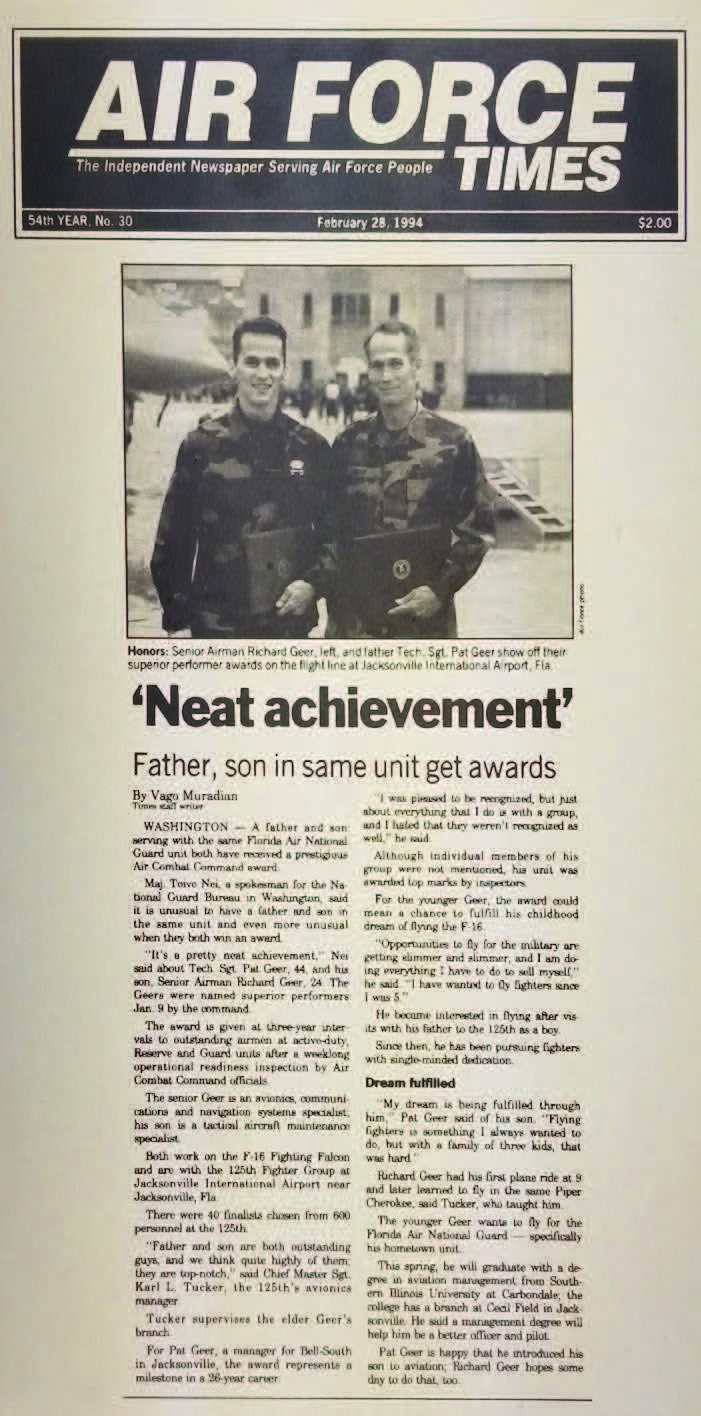 AIR FORCE
TIMES
The Independent Newspaper Serving Air Force People
54th YEAR, No. 30 February 28, 1994 $2.00
Air Force photo
Honors: Senior Airman Richard Geer, left, and father Tech. Sgt. Pat Geer show off their
superior performer awards on the flight line at Jacksonville International Airport, Fla.
‘Neat achievement’
Father, son in same unit get awards
By Vago Muradian
Times staff writer
WASHINGTON — A father and son
serving with the same Florida Air National
Guard unit both have received a prestigious
Air Combat Command award.
Maj. Toivo Nei, a spokesman for the Na-
tional Guard Bureau in Washington, said
it is unusual to have a father and son in
the same unit and even more unusual
when they both win an award.
"It's a pretty neat achievement," Nei
said about Tech. Sgt. Pat Geer, 44, and his
son, Senior Airman Richard Geer, 24. The
Geers were named superior performers
Jan. 9 by the command.
The award is given at three-year inter-
vals to outstanding airmen at active-duty,
Reserve and Guard units after a weeklong
operational readiness inspection by Air
Combat Command officials.
The senior Geer is an avionics, communi-
cations and navigation systems specialist;
his son is a tactical aircraft maintenance
specialist.
Both work on the F-16 Fighting Falcon
and are with the 125th Fighter Group at
Jacksonville International Airport near
Jacksonville, Fla.
There were 40 finalists chosen from 600
personnel at the 125th.
"Father and son are both outstanding
guys, and we think quite highly of them;
they are top-notch," said Chief Master Sgt.
Karl L. Tucker, the 125th's avionics
manager.
Tucker supervises the elder Geer's
branch.
For Pat Geer, a manager for Bell-South
in Jacksonville, the award represents a
milestone in a 26-year career.
"I was pleased to be recognized, but just
about everything that I do is with a group,
and I hated that they weren't recognized as
well," he said.
Although individual members of his
group were not mentioned, his unit was
awarded top marks by inspectors.
For the younger Geer, the award could
mean a chance to fulfill his childhood
dream of flying the F-16.
"Opportunities to fly for the military are
getting slimmer and slimmer, and I am do-
ing everything I have to do to sell myself,"
he said. "I have wanted to fly fighters since
I was 5."
He became interested in flying after vis-
its with his father to the 125th as a boy.
Since then, he has been pursuing fighters
with single-minded dedication.
Dream fulfilled
"My dream is being fulfilled through
him," Pat Geer said of his son. "Flying
fighters is something I always wanted to
do, but with a family of three kids, that
was hard."
Richard Geer had his first plane ride at 9
and later learned to fly in the same Piper
Cherokee, said Tucker, who taught him.
The younger Geer wants to fly for the
Florida Air National Guard — specifically
his hometown unit.
This spring, he will graduate with a de-
gree in aviation management from South-
ern Illinois University at Carbondale; the
college has a branch at Cecil Field in Jack-
sonville. He said a management degree will
help him be a better officer and pilot.
Pat Geer is happy that he introduced his
son to aviation; Richard Geer hopes some
day to do that, too.